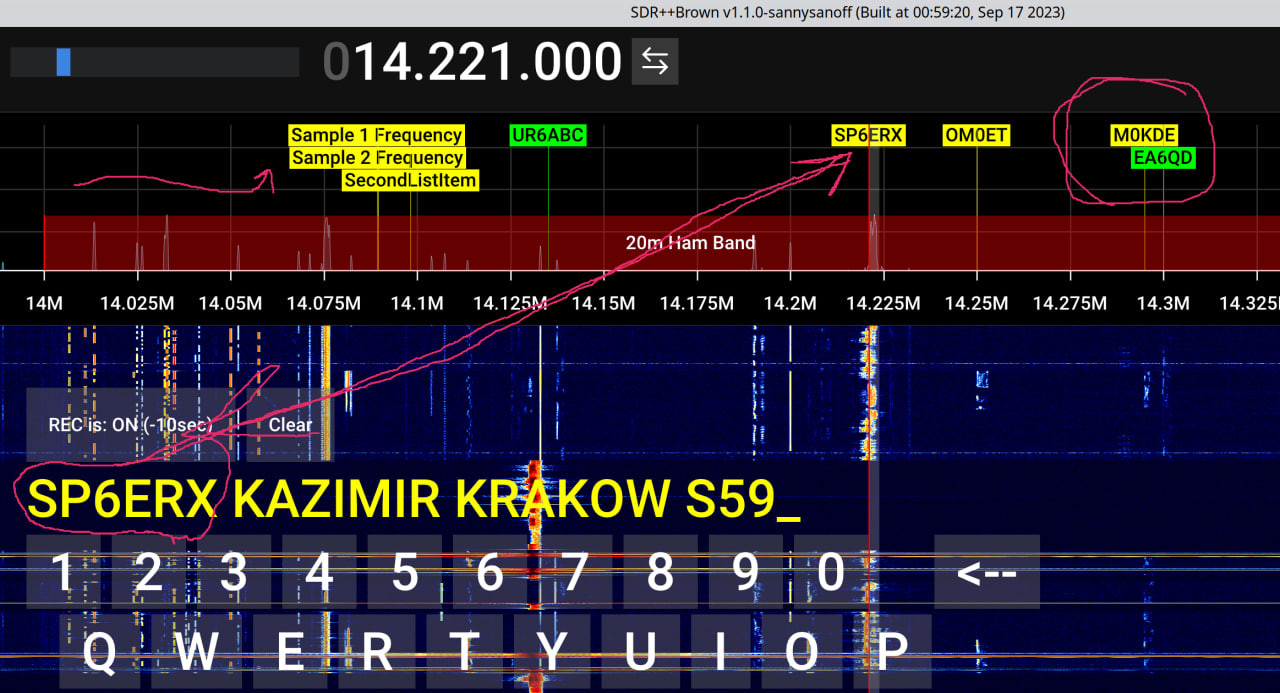 SDR++Brown v1.1.0-sannysanoff (Built at 00:59:20, Sep 17 2023)
014.221.000
Sample 1 Frequency UR6ABC SP6ERX OM0ET M0KDE
Sample 2 Frequency EA6QD
SecondListItem
20m Ham Band
14M 14.025M 14.05M 14.075M 14.1M 14.125M 14.15M 14.175M 14.2M 14.225M 14.25M 14.275M 14.3M 14.325
REC is: ON (-10sec) Clear
SP6ERX KAZIMIR KRAKOW S59_
1 2 3 4 5 6 7 8 9 0 <--
Q W E R T Y U I O P